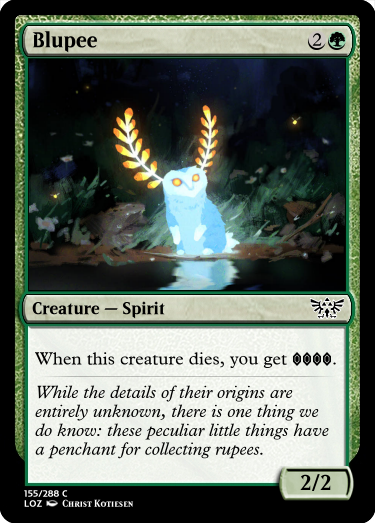 Blupee 2
Creature — Spirit
When this creature dies, you get .
While the details of their origins are
entirely unknown, there is one thing we
do know: these peculiar little things have
a penchant for collecting rupees.
2/2
155/288 C
LOZ Christ Kotiesen